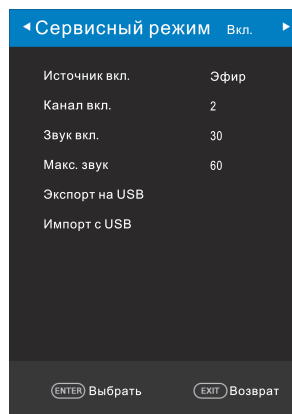 Сервисный режим Вкл.
Источник вкл. Эфир
Канал вкл. 2
Звук вкл. 30
Макс. звук 60
Экспорт на USB
Импорт с USB
ENTER Выбрать EXIT Возврат